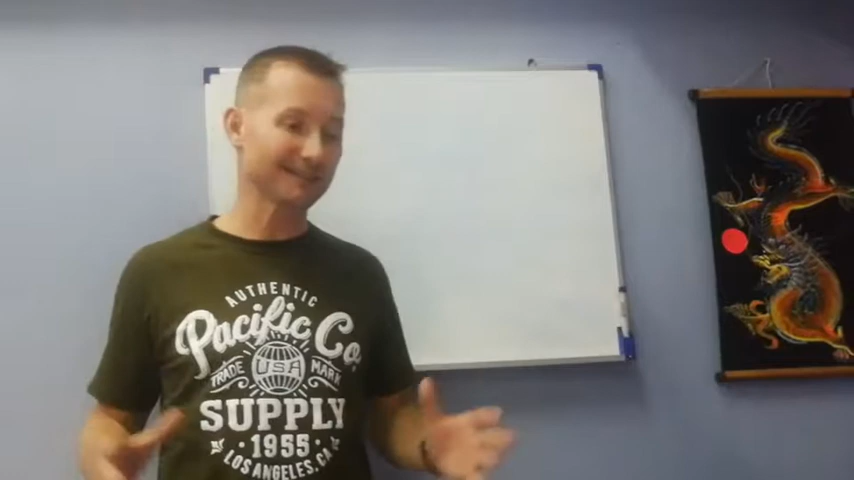 AUTHENTIC
Pacific Co.
TRADE USA MARK
SUPPLY
1955
LOS ANGELES, CA.